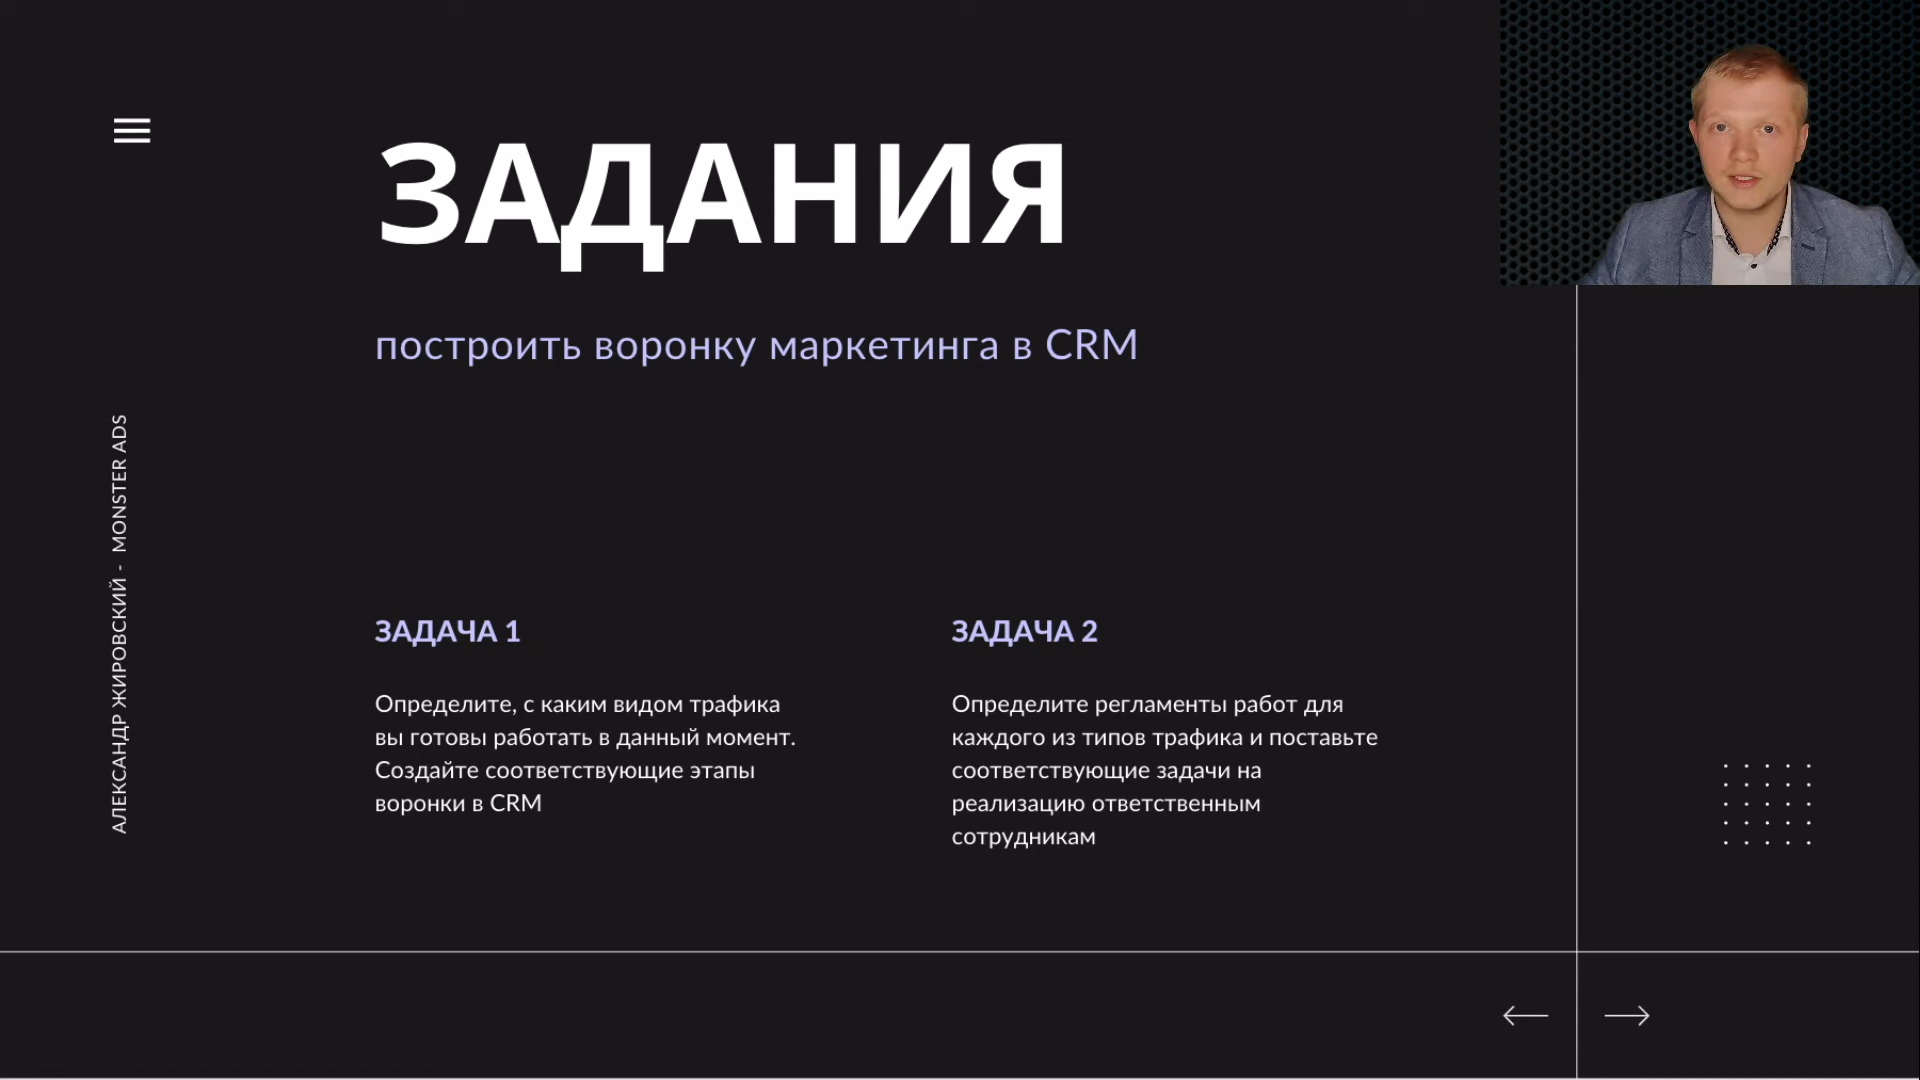 ЗАДАНИЯ
построить воронку маркетинга в CRM
АЛЕКСАНДР ЖИРОВСКИЙ - MONSTER ADS
ЗАДАЧА 1
Определите, с каким видом трафика
вы готовы работать в данный момент.
Создайте соответствующие этапы
воронки в CRM
ЗАДАЧА 2
Определите регламенты работ для
каждого из типов трафика и поставьте
соответствующие задачи на
реализацию ответственным
сотрудникам